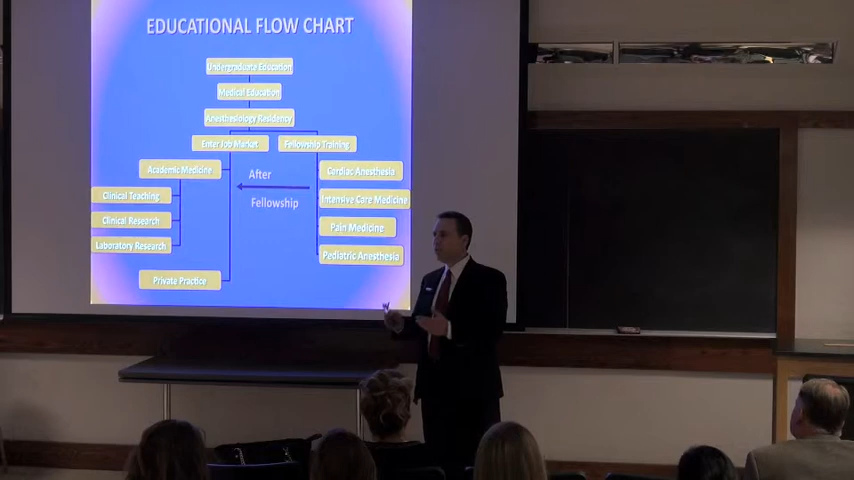 EDUCATIONAL FLOW CHART
Undergraduate Education
Medical Education
Anesthesiology Residency
Enter Job Market
Fellowship Training
Academic Medicine
After
Fellowship
Cardiac Anesthesia
Clinical Teaching
Intensive Care Medicine
Clinical Research
Pain Medicine
Laboratory Research
Pediatric Anesthesia
Private Practice